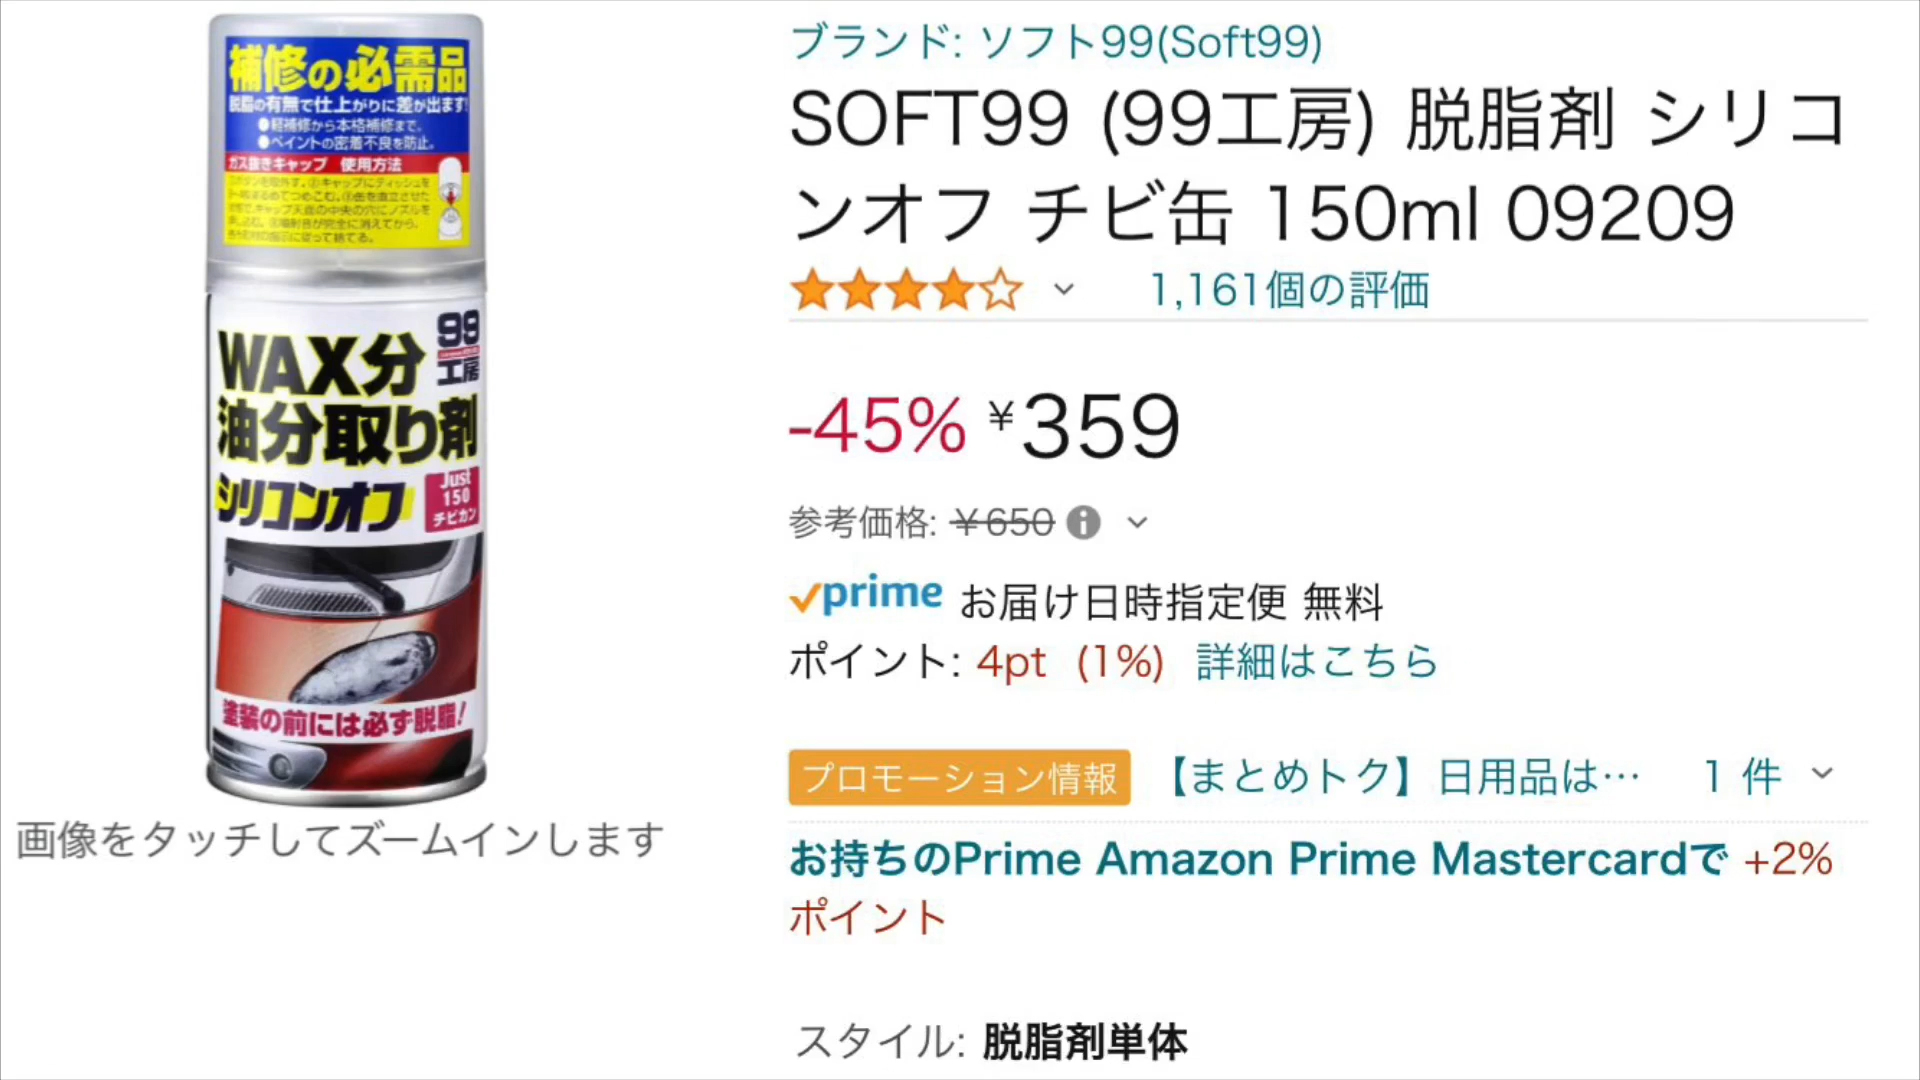 補修の必需品
脱脂の有無で仕上がりに差が出ます!
●軽補修から本格補修まで。
●ペイントの密着不良を防止。
ガス抜きキャップ 使用方法
99
工房
WAX分
油分取り剤
シリコンオフ
Just
150
チビカン
塗装の前には必ず脱脂!
画像をタッチしてズームインします
ブランド: ソフト99(Soft99)
SOFT99 (99工房) 脱脂剤 シリコ
ンオフ チビ缶 150ml 09209
1,161個の評価
-45% ¥359
参考価格: ¥650
prime お届け日時指定便 無料
ポイント: 4pt (1%) 詳細はこちら
プロモーション情報 【まとめトク】日用品は… 1 件
お持ちのPrime Amazon Prime Mastercardで +2%
ポイント
スタイル: 脱脂剤単体